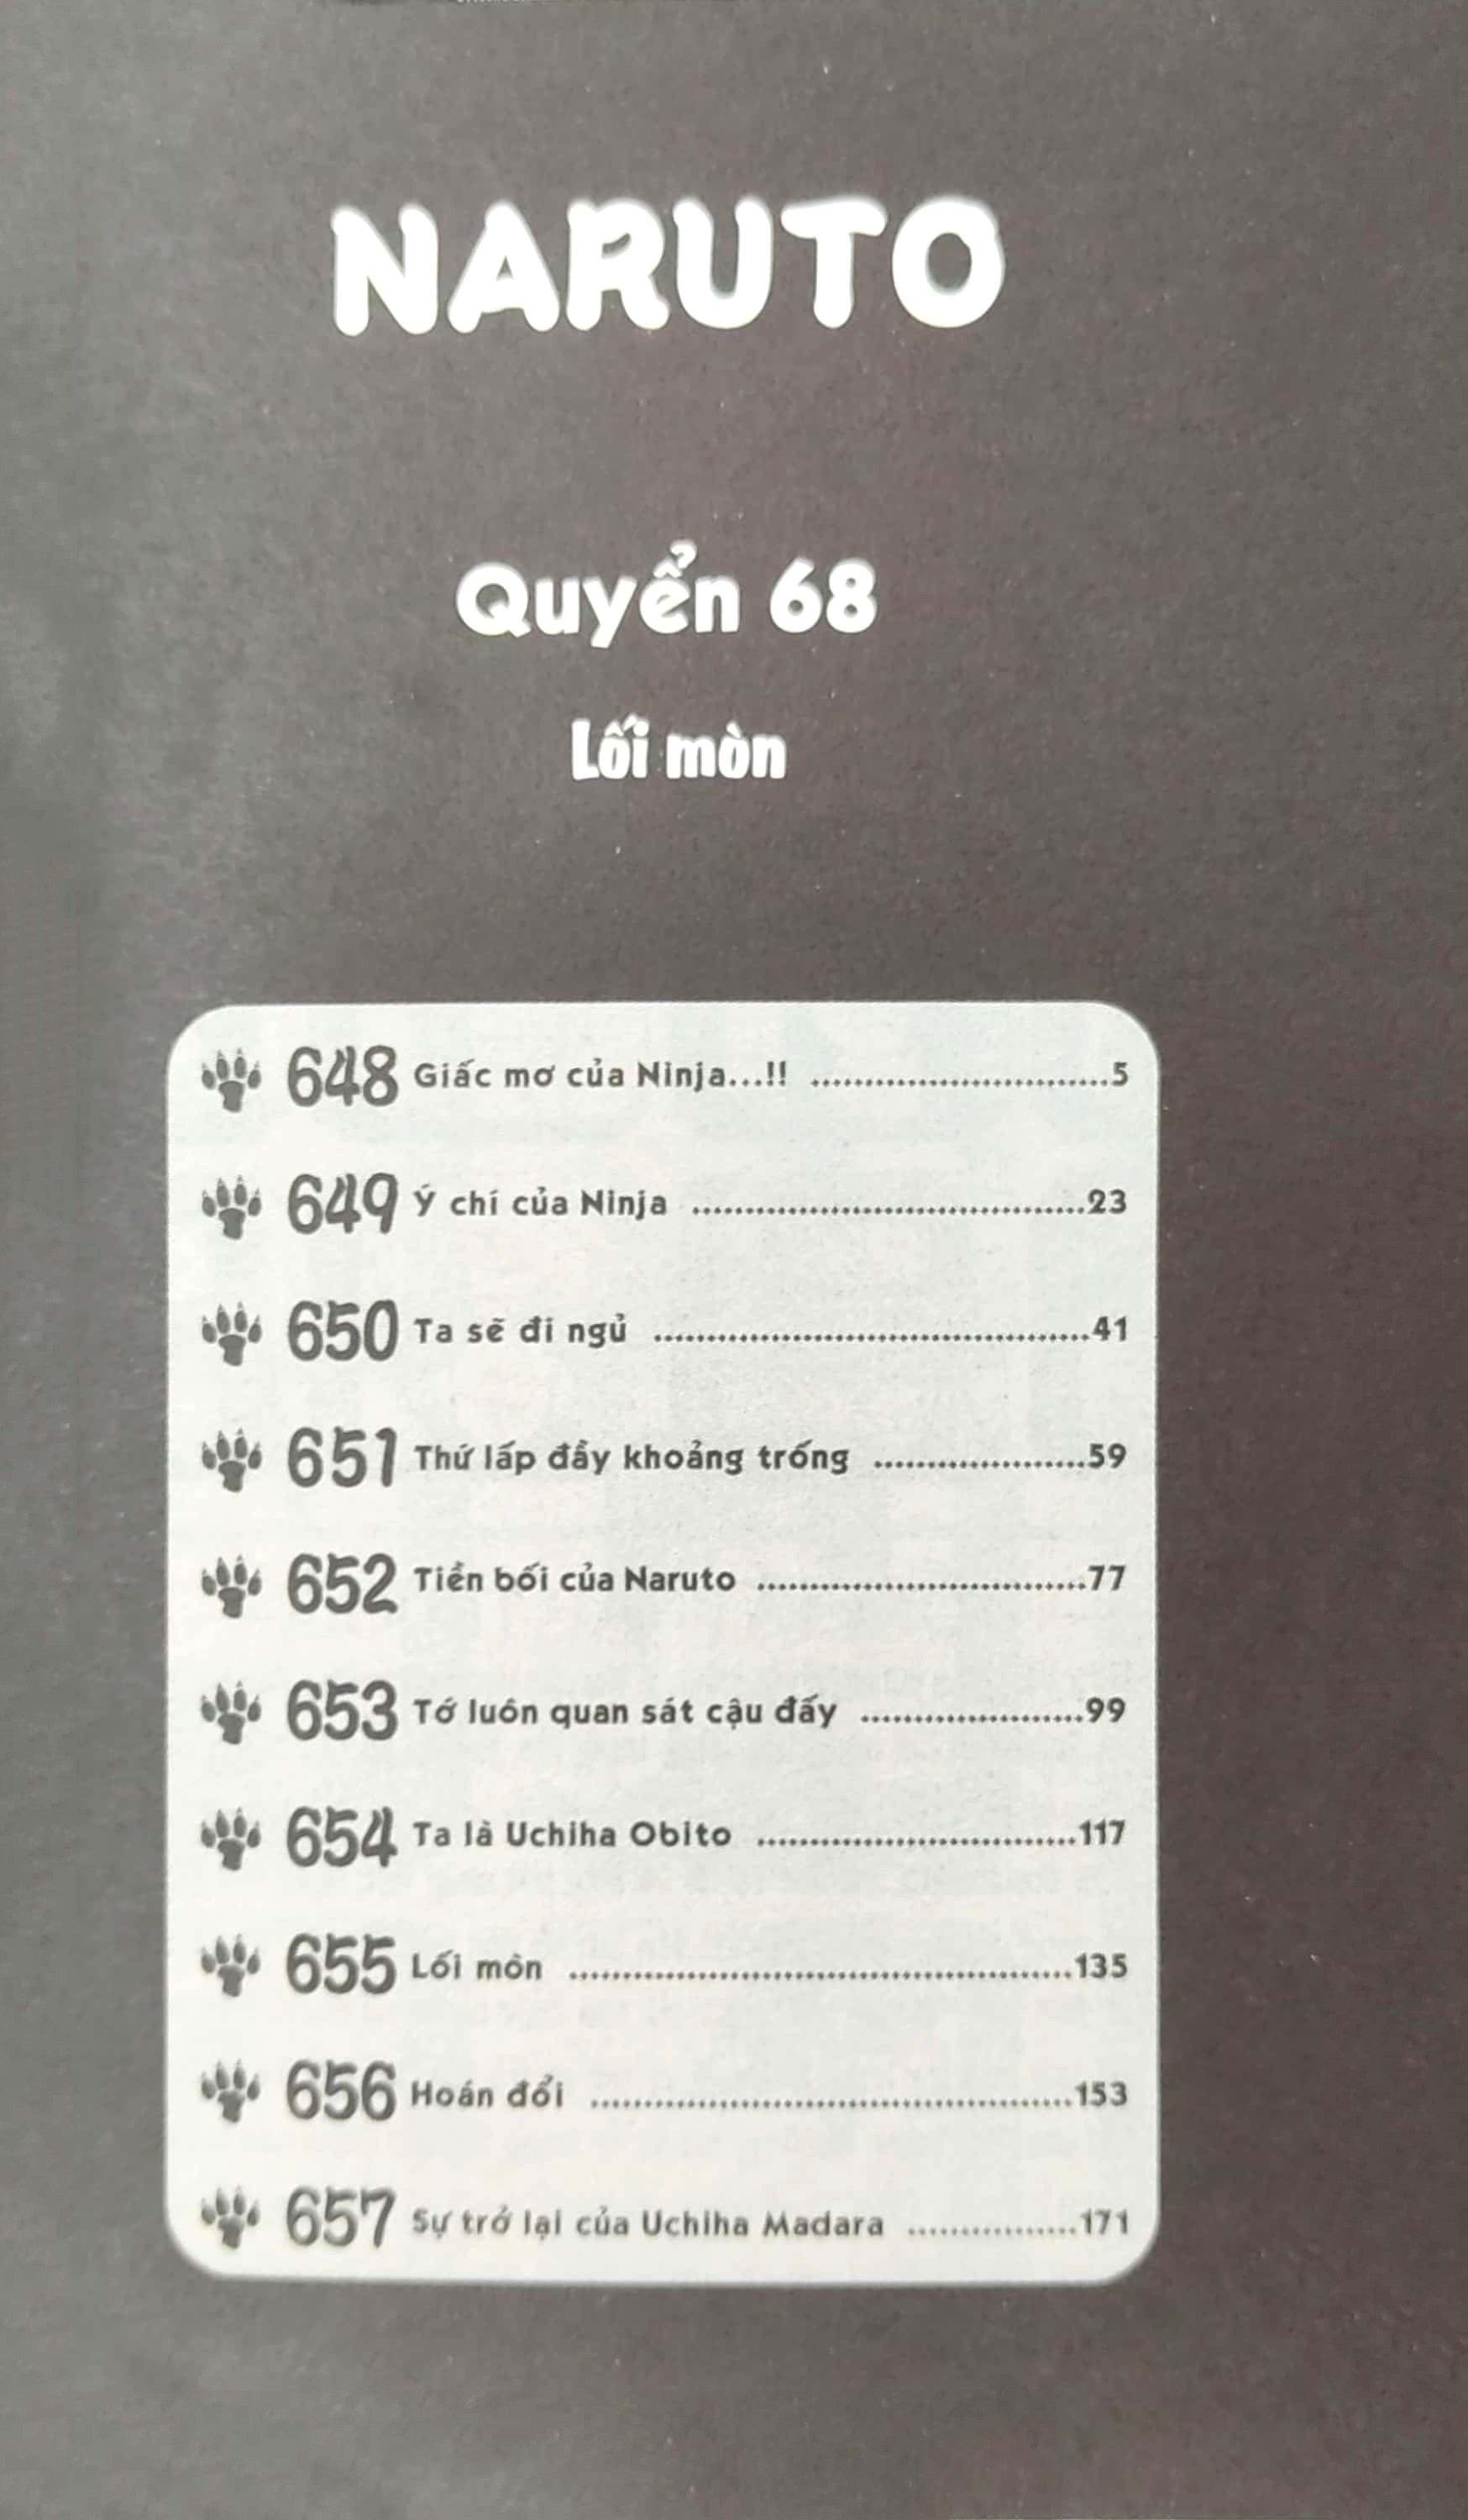 NARUTO
Quyển 68
Lối mòn
648 Giấc mơ của Ninja...!! ............................5
649 Ý chí của Ninja .....................................23
650 Ta sẽ đi ngủ .........................................41
651 Thứ lấp đầy khoảng trống ....................59
652 Tiền bối của Naruto ...............................77
653 Tớ luôn quan sát cậu đấy .....................99
654 Ta là Uchiha Obito ..............................117
655 Lối mòn ...............................................135
656 Hoán đổi .............................................153
657 Sự trở lại của Uchiha Madara ................171